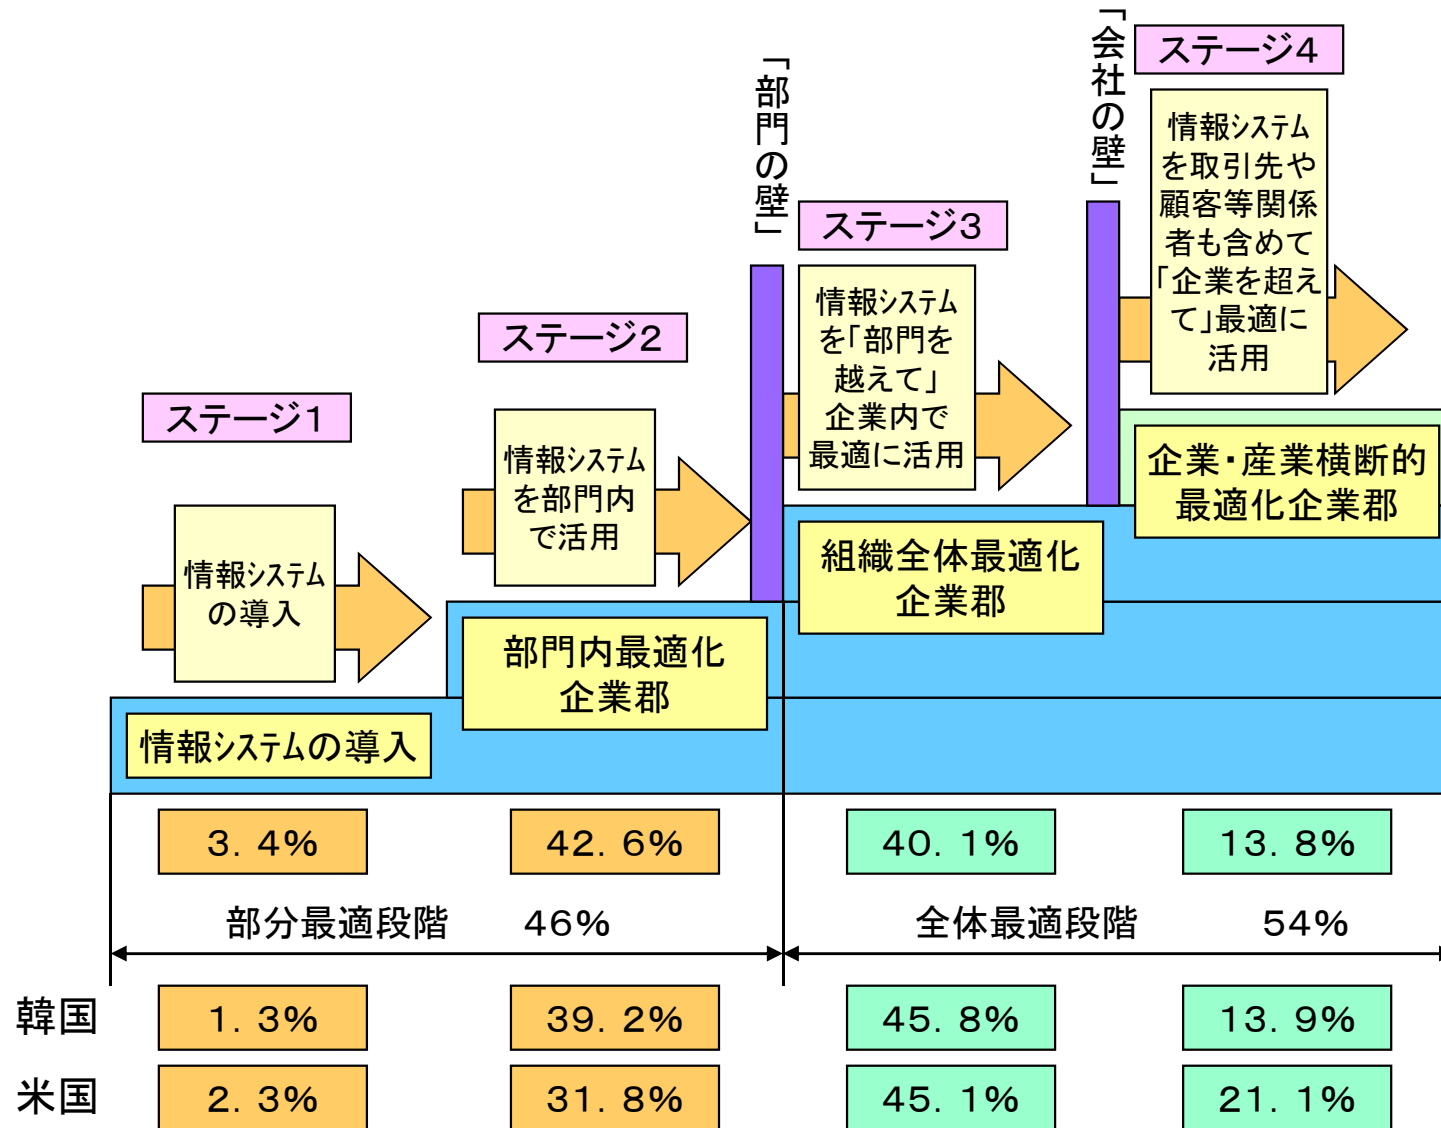 「部門の壁」
「会社の壁」
ステージ4
情報システム
を取引先や
顧客等関係
者も含めて
「企業を超え
て」最適に
活用
ステージ3
情報システム
を「部門を
越えて」
企業内で
最適に活用
ステージ2
情報システム
を部門内
で活用
ステージ1
情報システム
の導入
企業・産業横断的
最適化企業郡
組織全体最適化
企業郡
部門内最適化
企業郡
情報システムの導入
3.4% 42.6% 40.1% 13.8%
部分最適段階 46% 全体最適段階 54%
韓国 1.3% 39.2% 45.8% 13.9%
米国 2.3% 31.8% 45.1% 21.1%